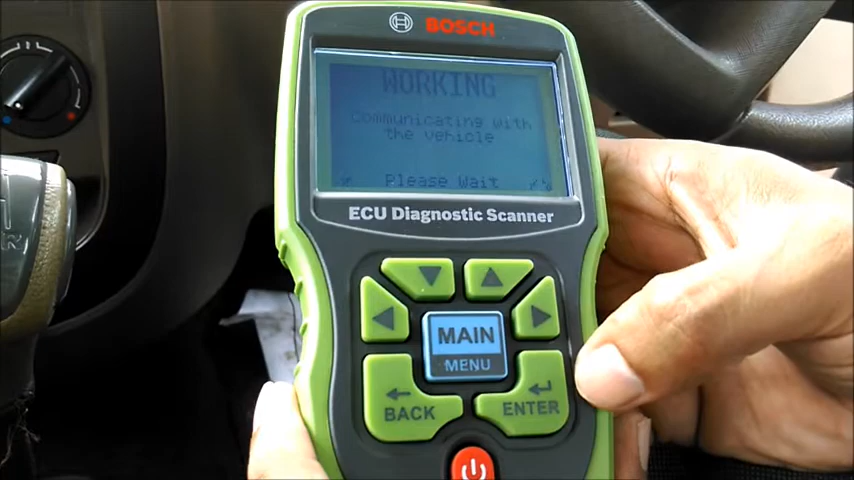 BOSCH
WORKING
Communicating with
the vehicle
Please Wait
ECU Diagnostic Scanner
MAIN
MENU
BACK
ENTER
R